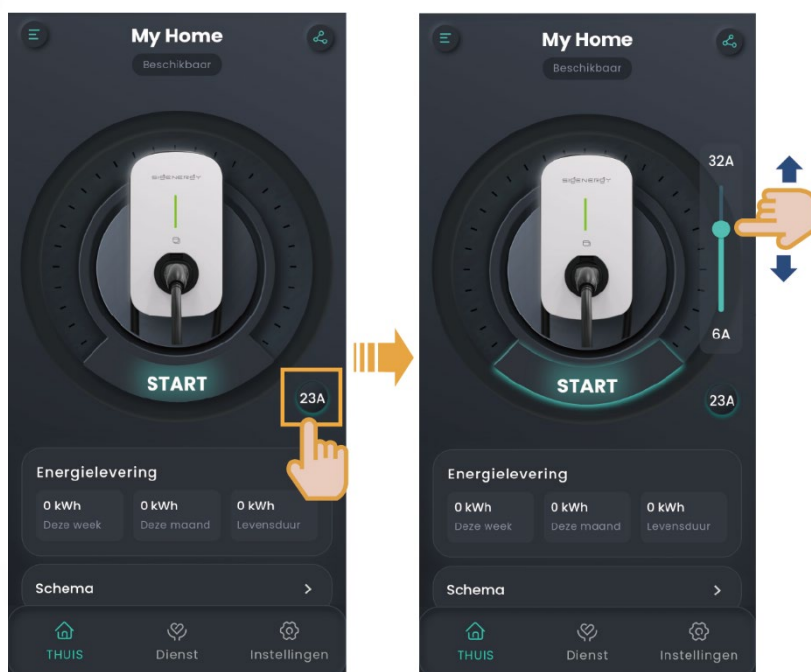 My Home
Beschikbaar
SIGENERGY
START
23A
Energielevering
0 kWh
Deze week
0 kWh
Deze maand
0 kWh
Levensduur
Schema
THUIS
Dienst
Instellingen
My Home
Beschikbaar
SIGENERGY
32A
6A
START
23A
Energielevering
0 kWh
Deze week
0 kWh
Deze maand
0 kWh
Levensduur
Schema
THUIS
Dienst
Instellingen